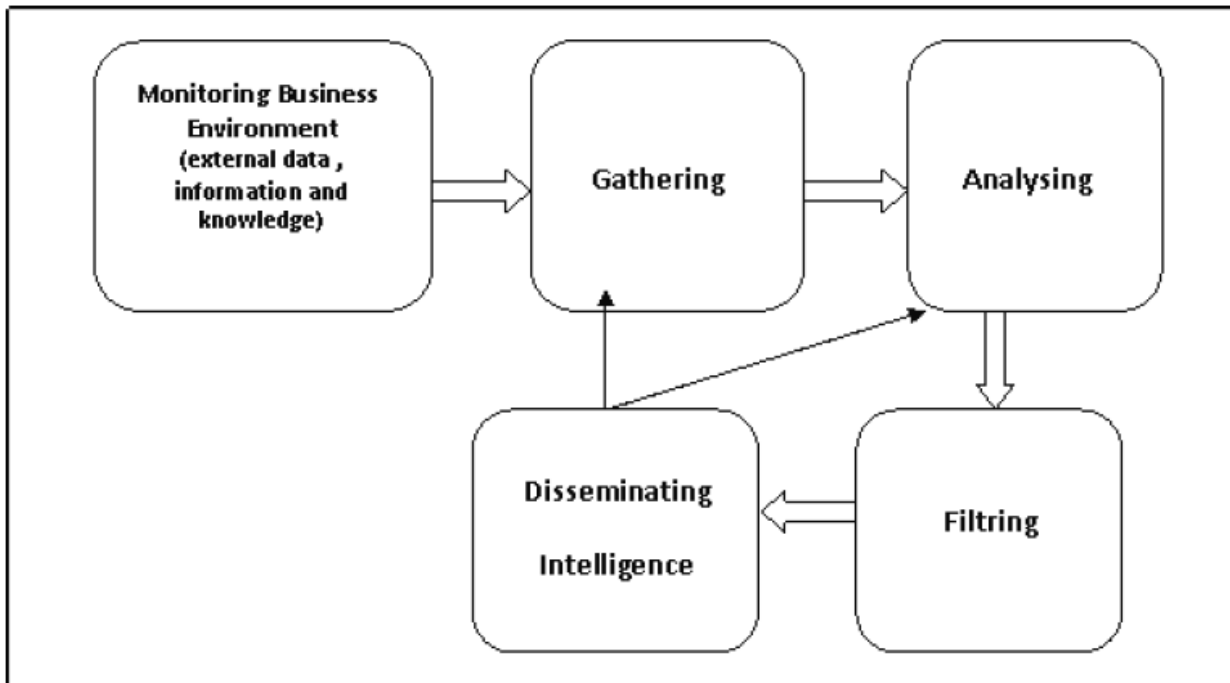 Monitoring Business
Environment
(external data ,
information and
knowledge)
Gathering
Analysing
Disseminating
Intelligence
Filtring